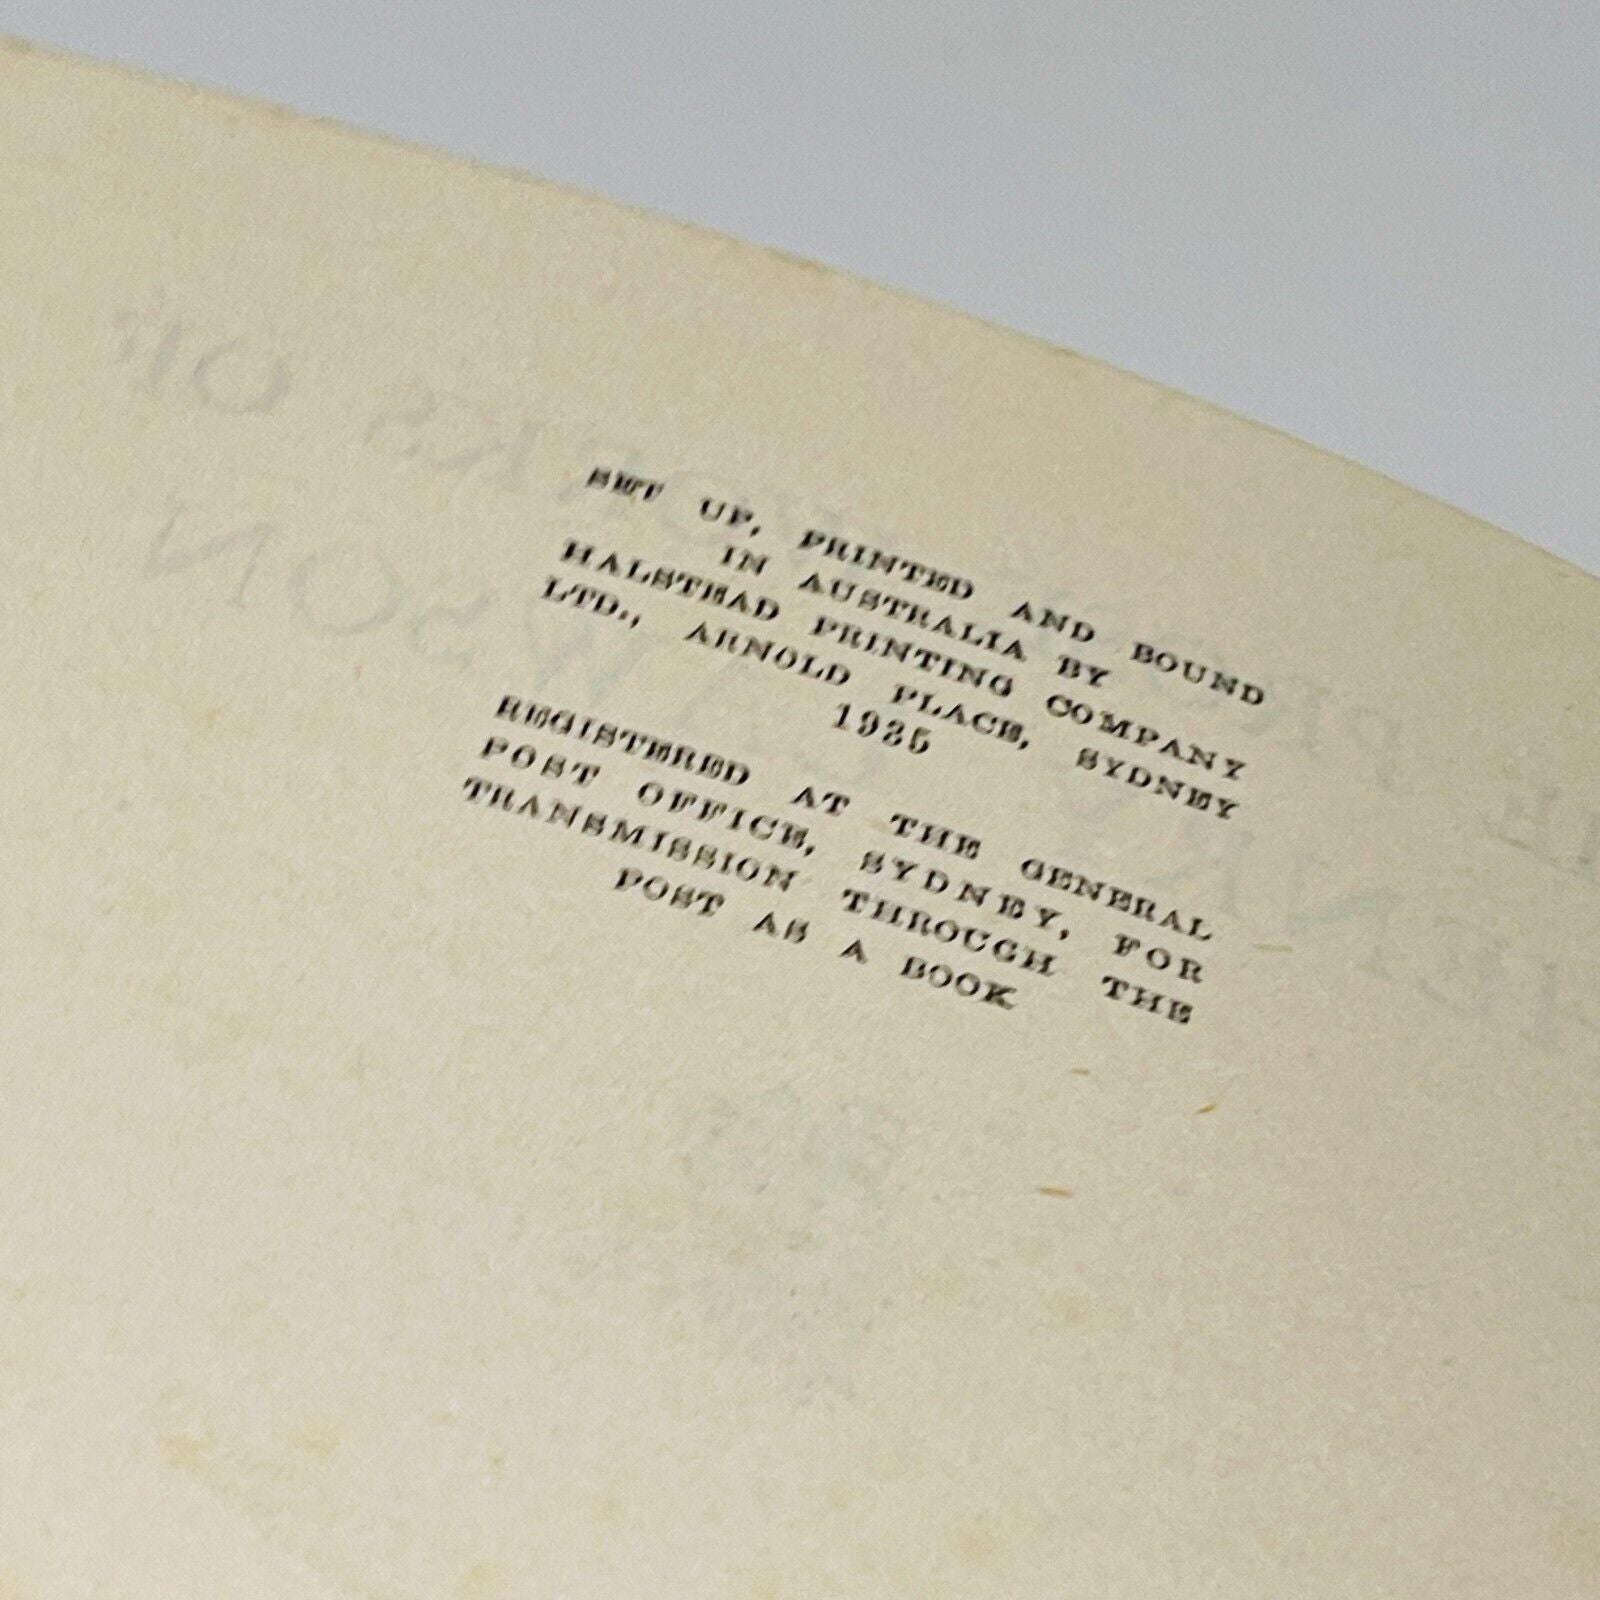 SET UP, PRINTED AND BOUND
IN AUSTRALIA BY
HALSTEAD PRINTING COMPANY
LTD., ARNOLD PLACE, SYDNEY
1935
REGISTERED AT THE GENERAL
POST OFFICE, SYDNEY, FOR
TRANSMISSION THROUGH THE
POST AS A BOOK